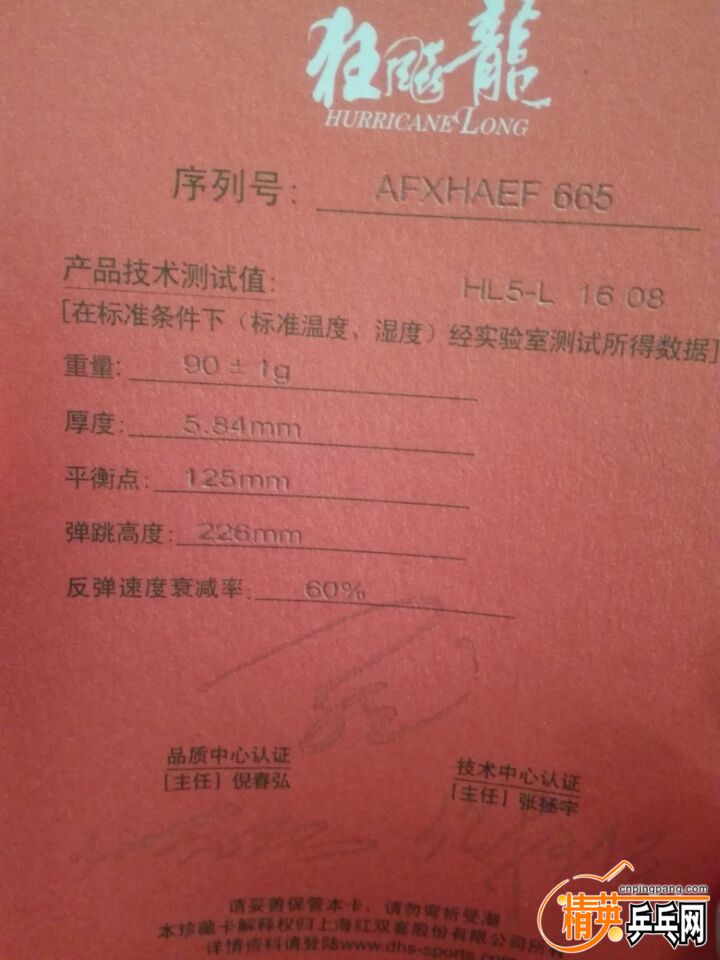 狂飚龍
HURRICANE LONG
序列号: AFXHAEF 665
产品技术测试值: HL5-L 16 08
[在标准条件下（标准温度、湿度）经实验室测试所得数据]
重量: 90±1g
厚度: 5.84mm
平衡点: 125mm
弹跳高度: 226mm
反弹速度衰减率: 60%
品质中心认证
[主任] 倪春弘
技术中心认证
[主任] 张拯宇
请妥善保管本卡，请勿弯折受潮
本珍藏卡解释权归上海红双喜股份有限公司所有
详情资料请登陆www.dhs-sports.com
cnpingpang.com
精英乒乓网